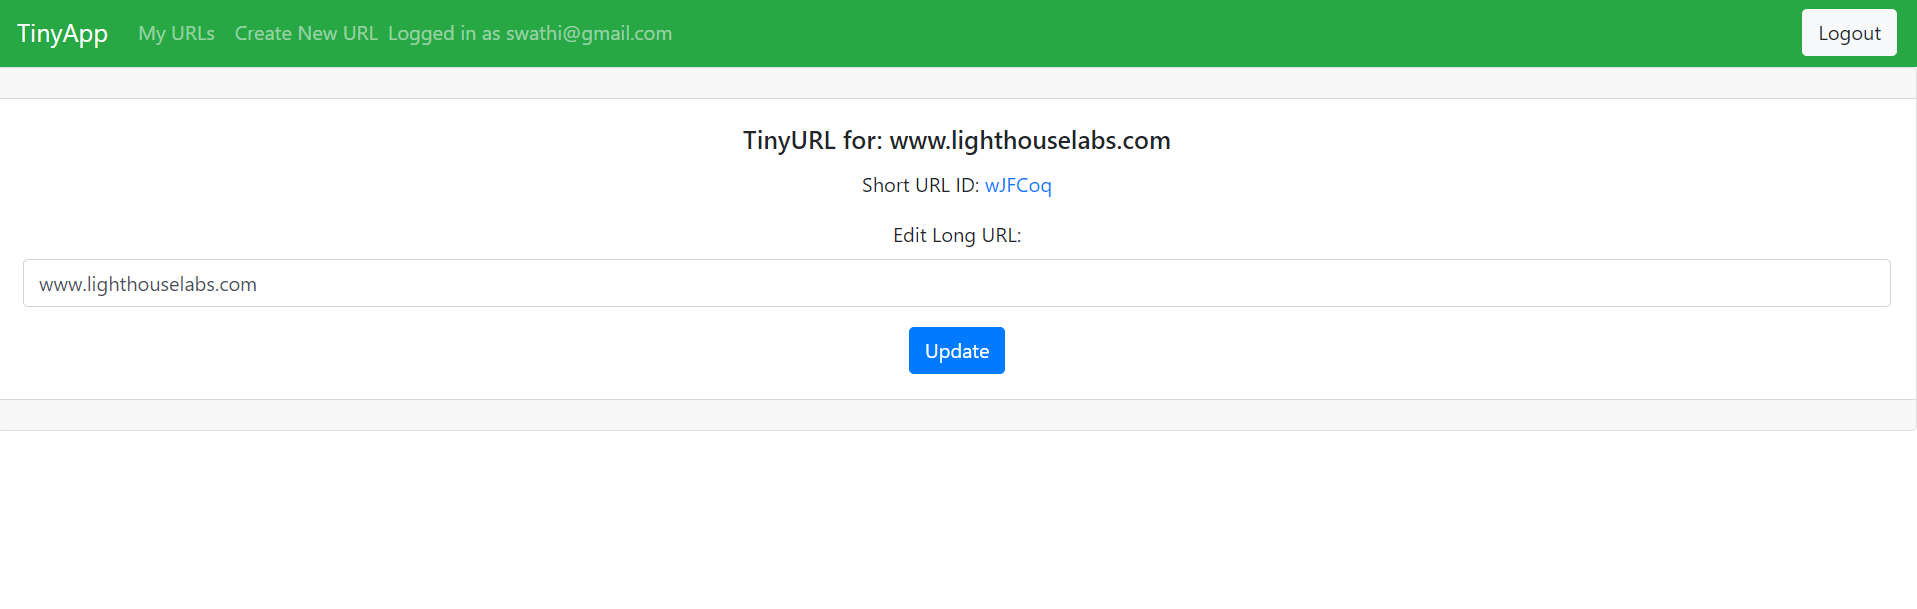 TinyApp My URLs Create New URL Logged in as swathi@gmail.com Logout
TinyURL for: www.lighthouselabs.com
Short URL ID: wJFCoq
Edit Long URL:
www.lighthouselabs.com
Update